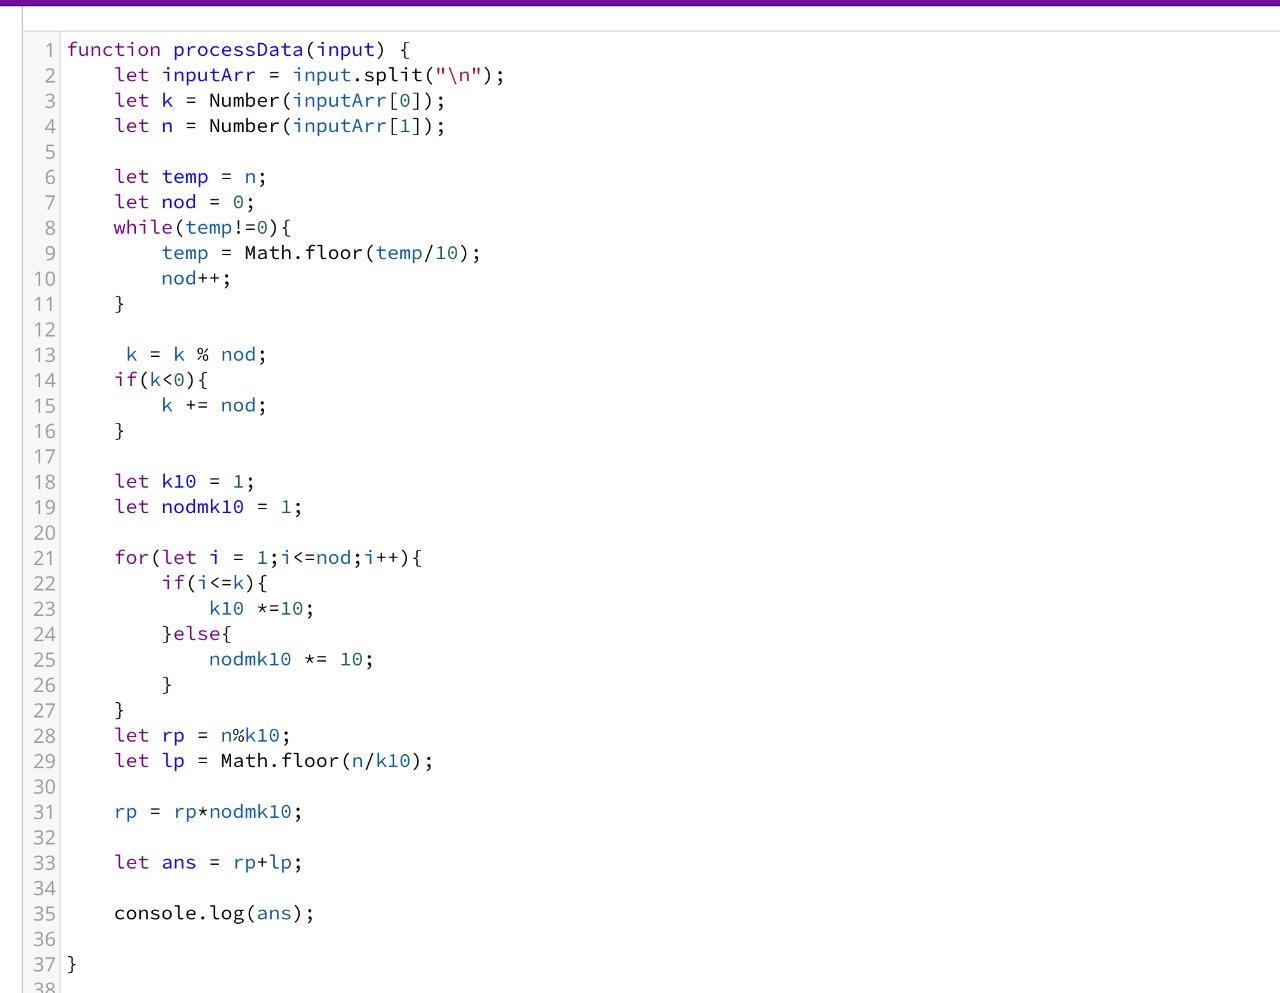 1 function processData(input) {
2     let inputArr = input.split("\n");
3     let k = Number(inputArr[0]);
4     let n = Number(inputArr[1]);
5
6     let temp = n;
7     let nod = 0;
8     while(temp!=0){
9         temp = Math.floor(temp/10);
10         nod++;
11     }
12
13      k = k % nod;
14     if(k<0){
15         k += nod;
16     }
17
18     let k10 = 1;
19     let nodmk10 = 1;
20
21     for(let i = 1;i<=nod;i++){
22         if(i<=k){
23             k10 *=10;
24         }else{
25             nodmk10 *= 10;
26         }
27     }
28     let rp = n%k10;
29     let lp = Math.floor(n/k10);
30
31     rp = rp*nodmk10;
32
33     let ans = rp+lp;
34
35     console.log(ans);
36
37 }
38